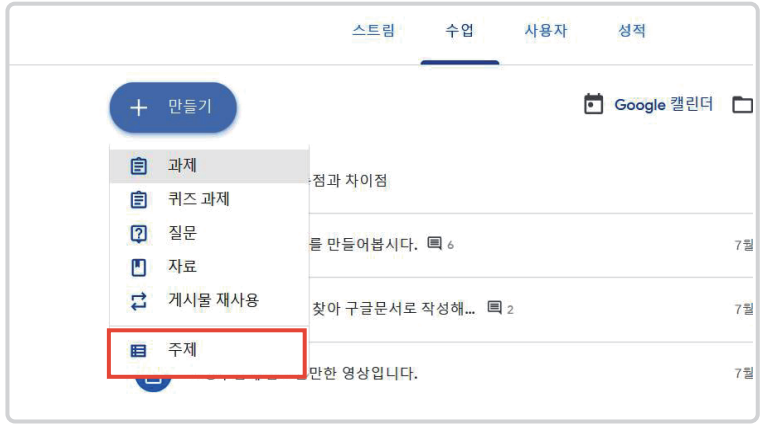 스트림 수업 사용자 성적
만들기
Google 캘린더
과제
점과 차이점
퀴즈 과제
질문
를 만들어봅시다. 6
7월
자료
게시물 재사용
찾아 구글문서로 작성해... 2
7월
주제
만한 영상입니다.
7월